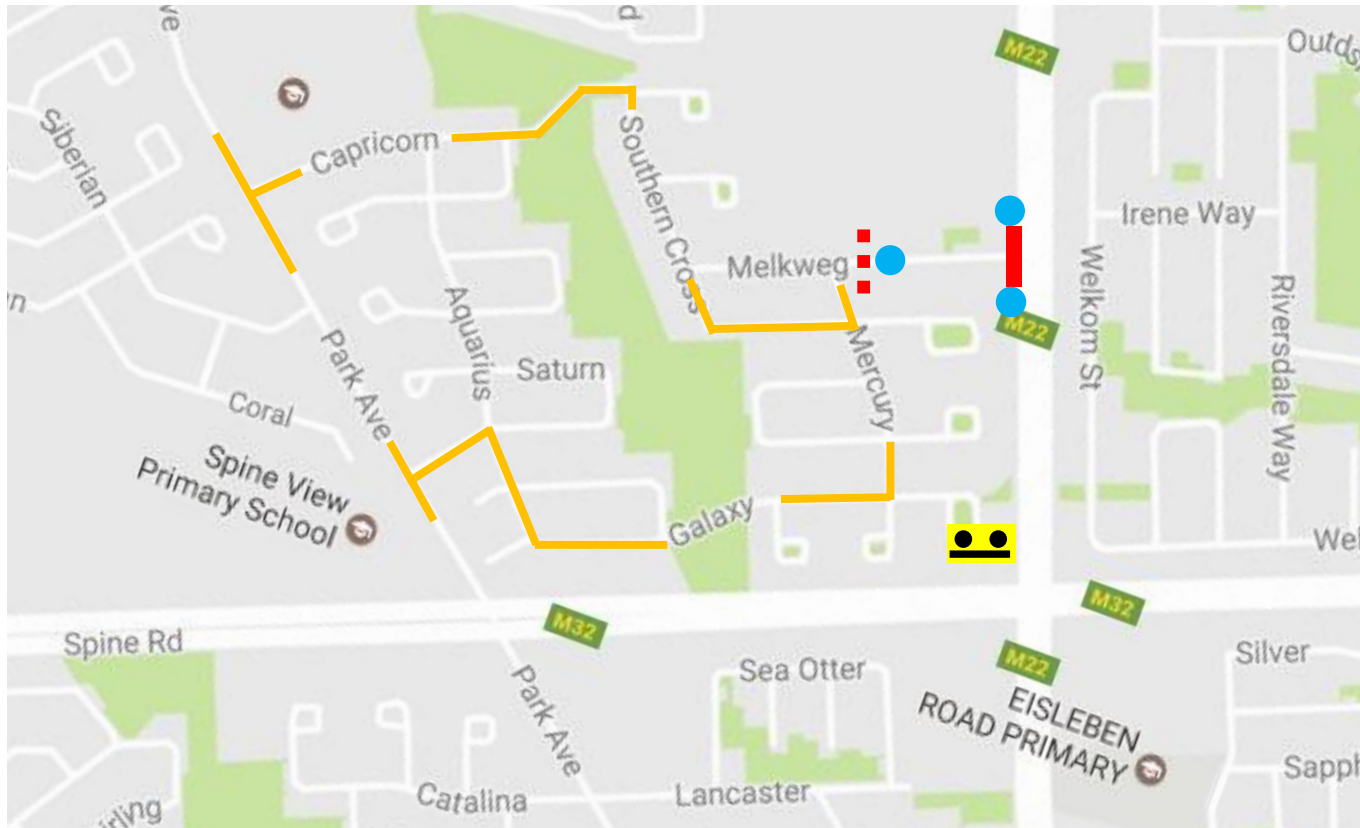 ve
d
M22
Outds
Siberian
Capricorn
Southern Cross
Irene Way
Melkweg
Welkom St
M22
Riversdale Way
Aquarius
Park Ave
Saturn
Mercury
Coral
Spine View
Primary School
Galaxy
Wel
M32
M32
Spine Rd
Sea Otter
M22
Silver
Park Ave
EISLEBEN
ROAD PRIMARY
Sapph
Catalina
Lancaster
irling
n